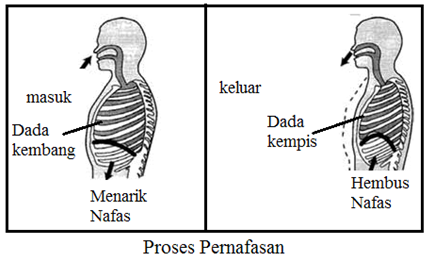 masuk
Dada
kembang
Menarik
Nafas
keluar
Dada
kempis
Hembus
Nafas
Proses Pernafasan